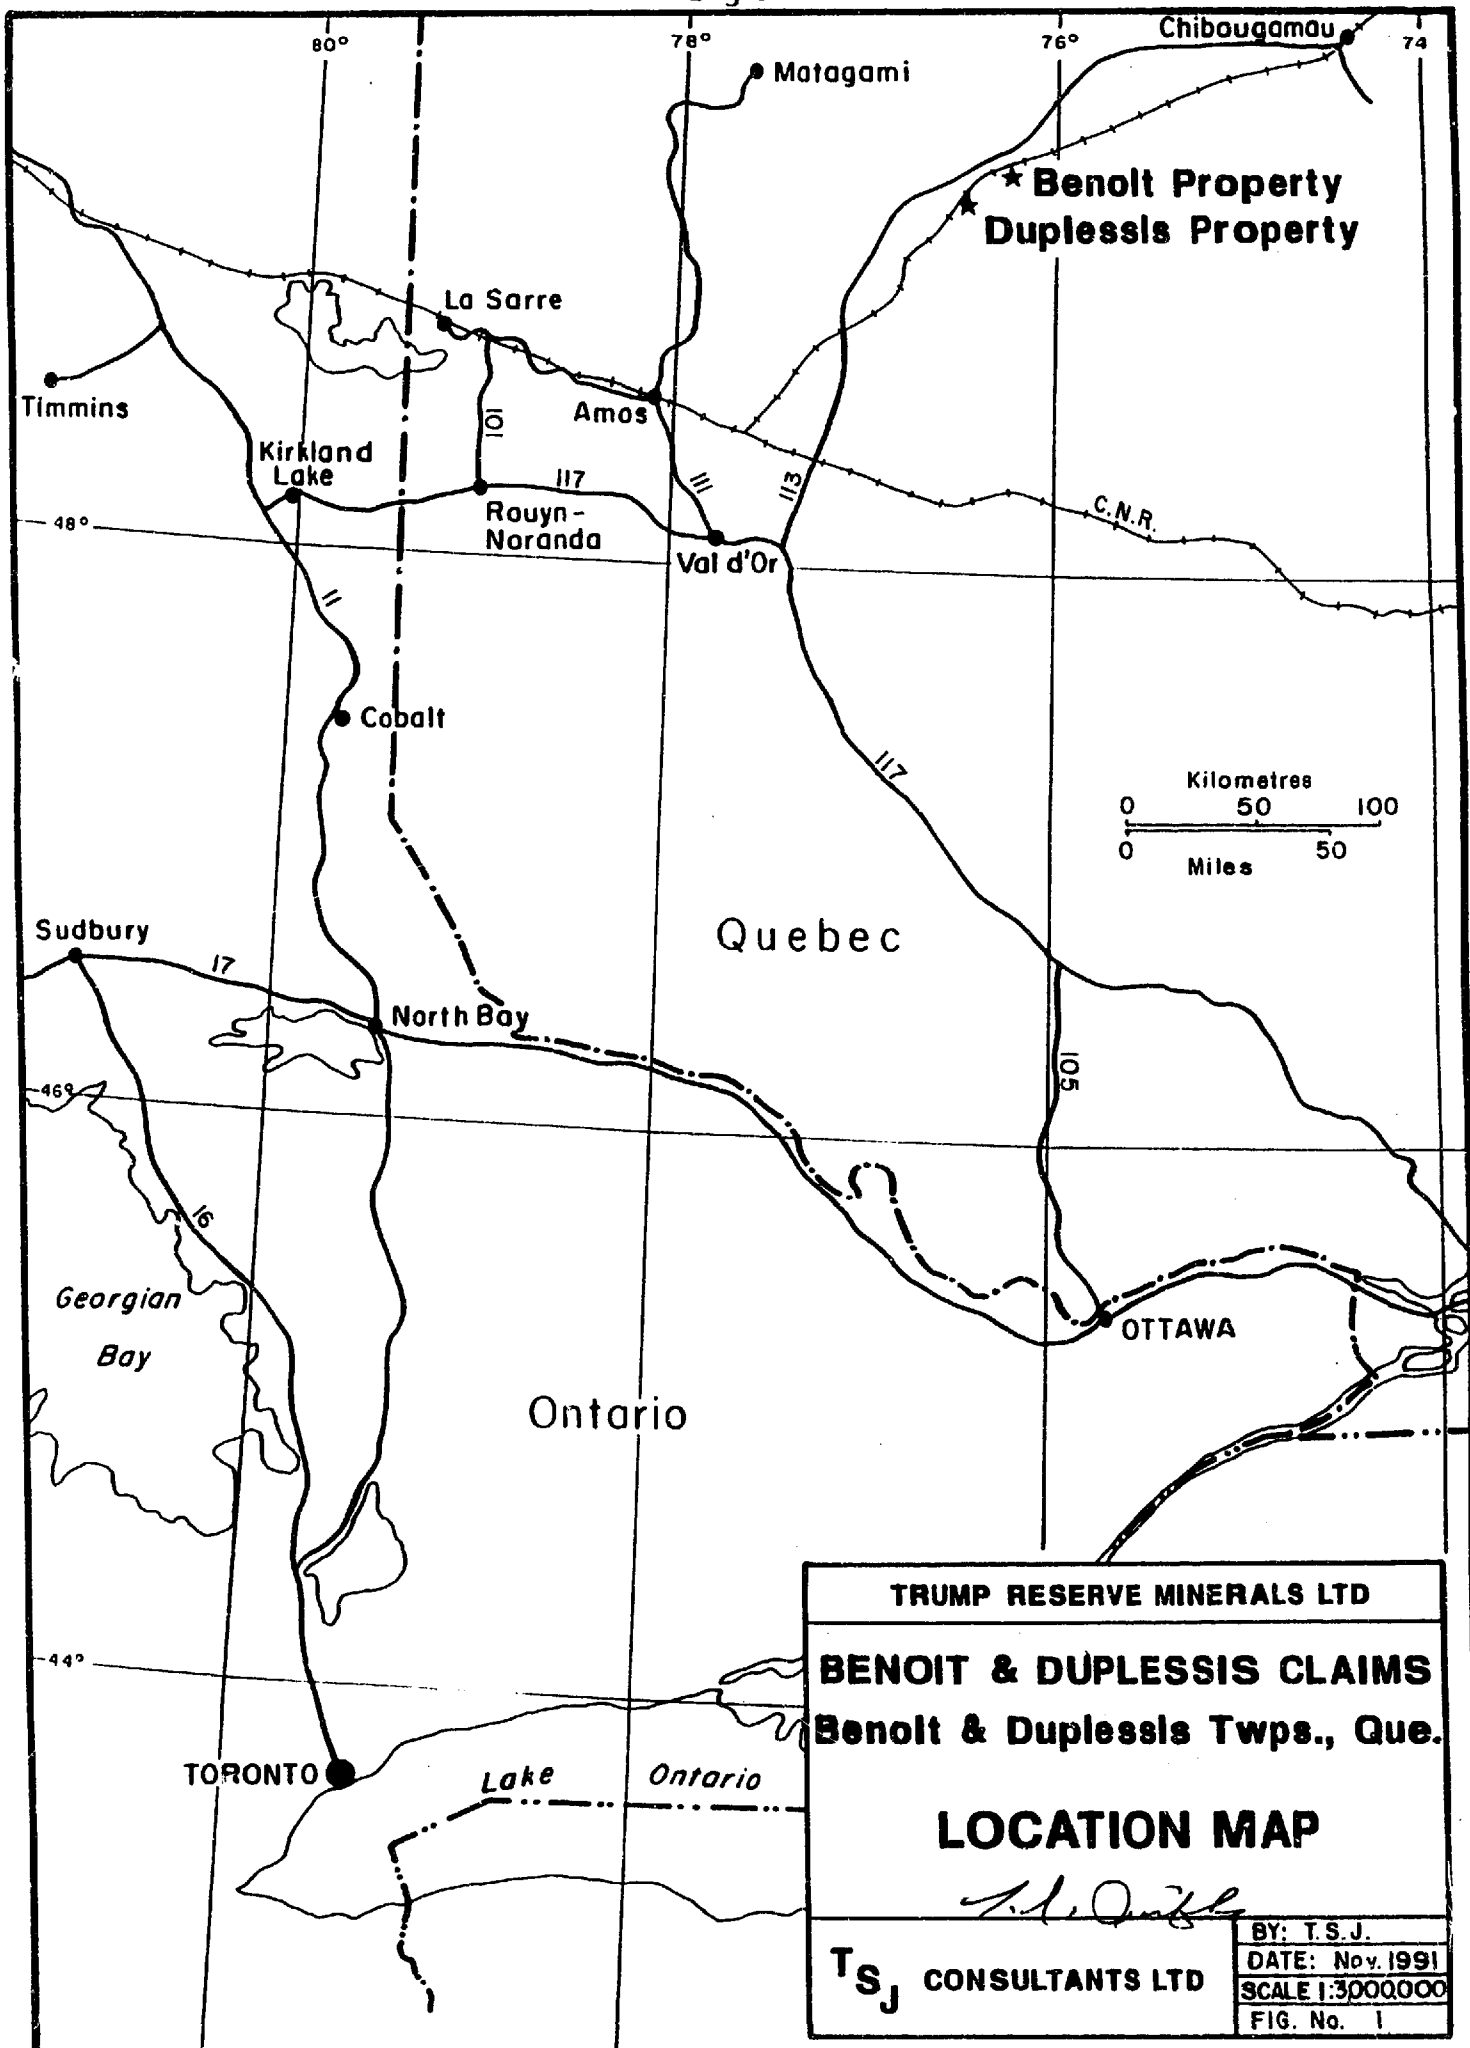 80°
78°
76°
74
Chibougamau
Matagami
Benoit Property
Duplessis Property
La Sarre
Timmins
Amos
101
Kirkland
Lake
117
111
113
Rouyn-
Noranda
C.N.R.
48°
Val d'Or
11
Cobalt
117
Kilometres
0 50 100
0 50
Miles
Sudbury
Quebec
17
North Bay
105
46°
16
Georgian
Bay
OTTAWA
Ontario
44°
TORONTO
Lake Ontario
TRUMP RESERVE MINERALS LTD
BENOIT & DUPLESSIS CLAIMS
Benoit & Duplessis Twps., Que.
LOCATION MAP
TSJ CONSULTANTS LTD
BY: T.S.J.
DATE: Nov. 1991
SCALE 1:3,000,000
FIG. No. 1